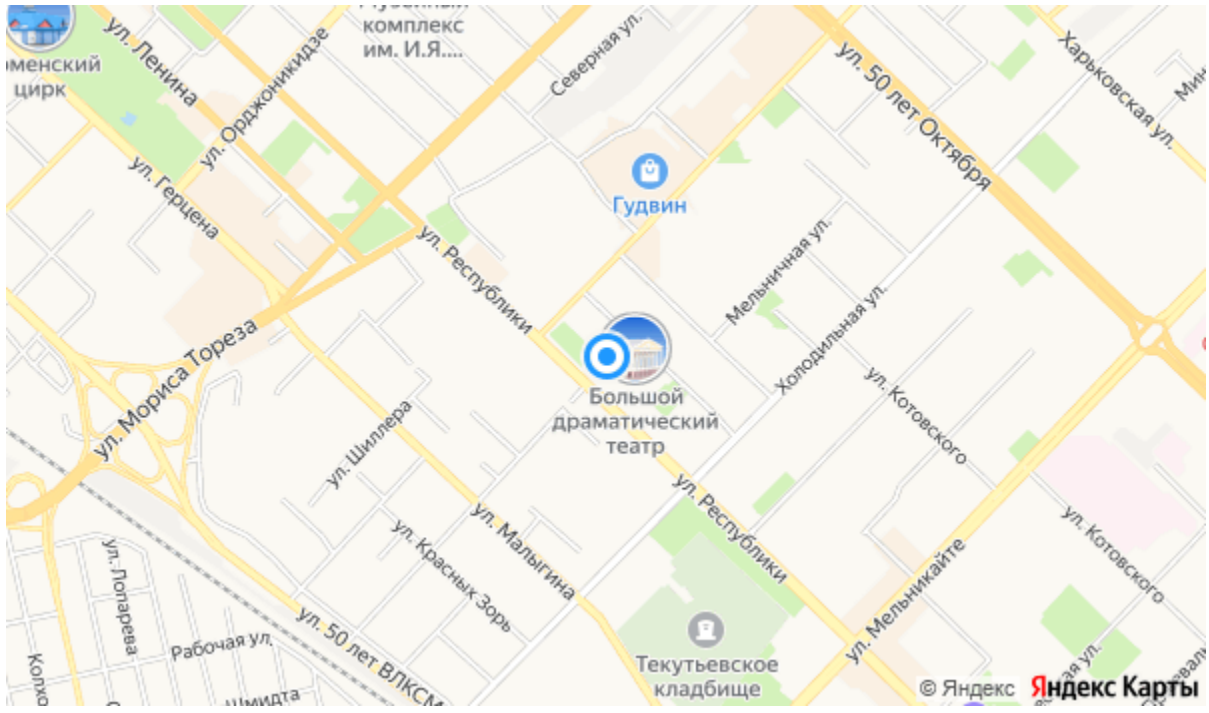 комплекс
им. И.Я....
Северная ул.
ул. 50 лет Октября
Харьковская ул.
цирк
ул. Ленина
ул. Орджоникидзе
ул. Герцена
Гудвин
ул. Республики
Мельничная ул.
Холодильная ул.
ул. Мориса Тореза
Большой
драматический
театр
ул. Котовского
ул. Шиллера
ул. Республики
ул. Малыгина
ул. Красных Зорь
ул. Котовского
ул. Мельникайте
ул. Лопарева
Рабочая ул.
ул. 50 лет ВЛКСМ
Текутьевское
кладбище
Шмидта
© Яндекс Яндекс Карты